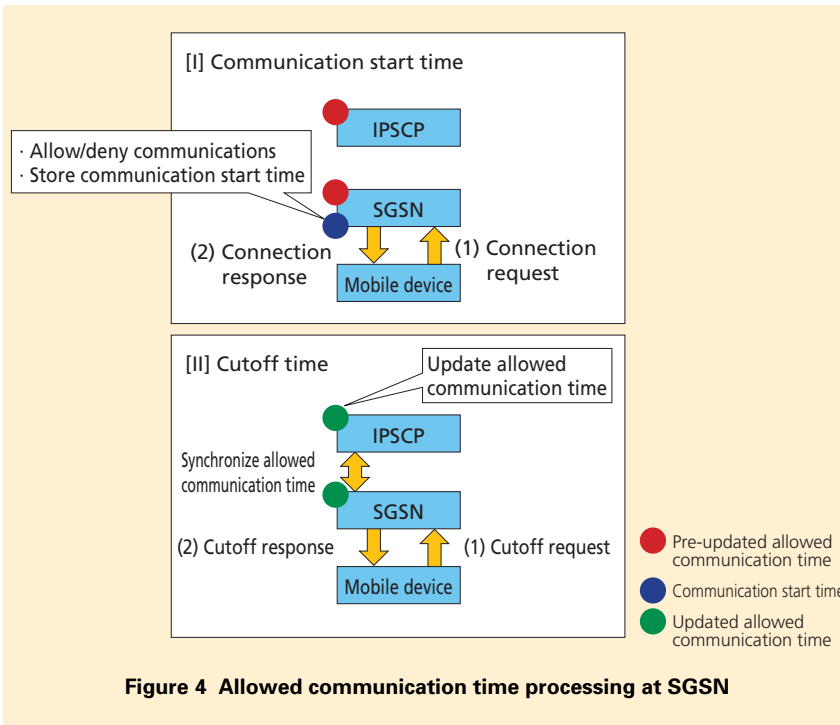 [I] Communication start time
IPSCP
· Allow/deny communications
· Store communication start time
SGSN
(2) Connection
response
(1) Connection
request
Mobile device
[II] Cutoff time
Update allowed
communication time
IPSCP
Synchronize allowed
communication time
SGSN
(2) Cutoff response
(1) Cutoff request
Mobile device
Pre-updated allowed
communication time
Communication start time
Updated allowed
communication time
Figure 4 Allowed communication time processing at SGSN